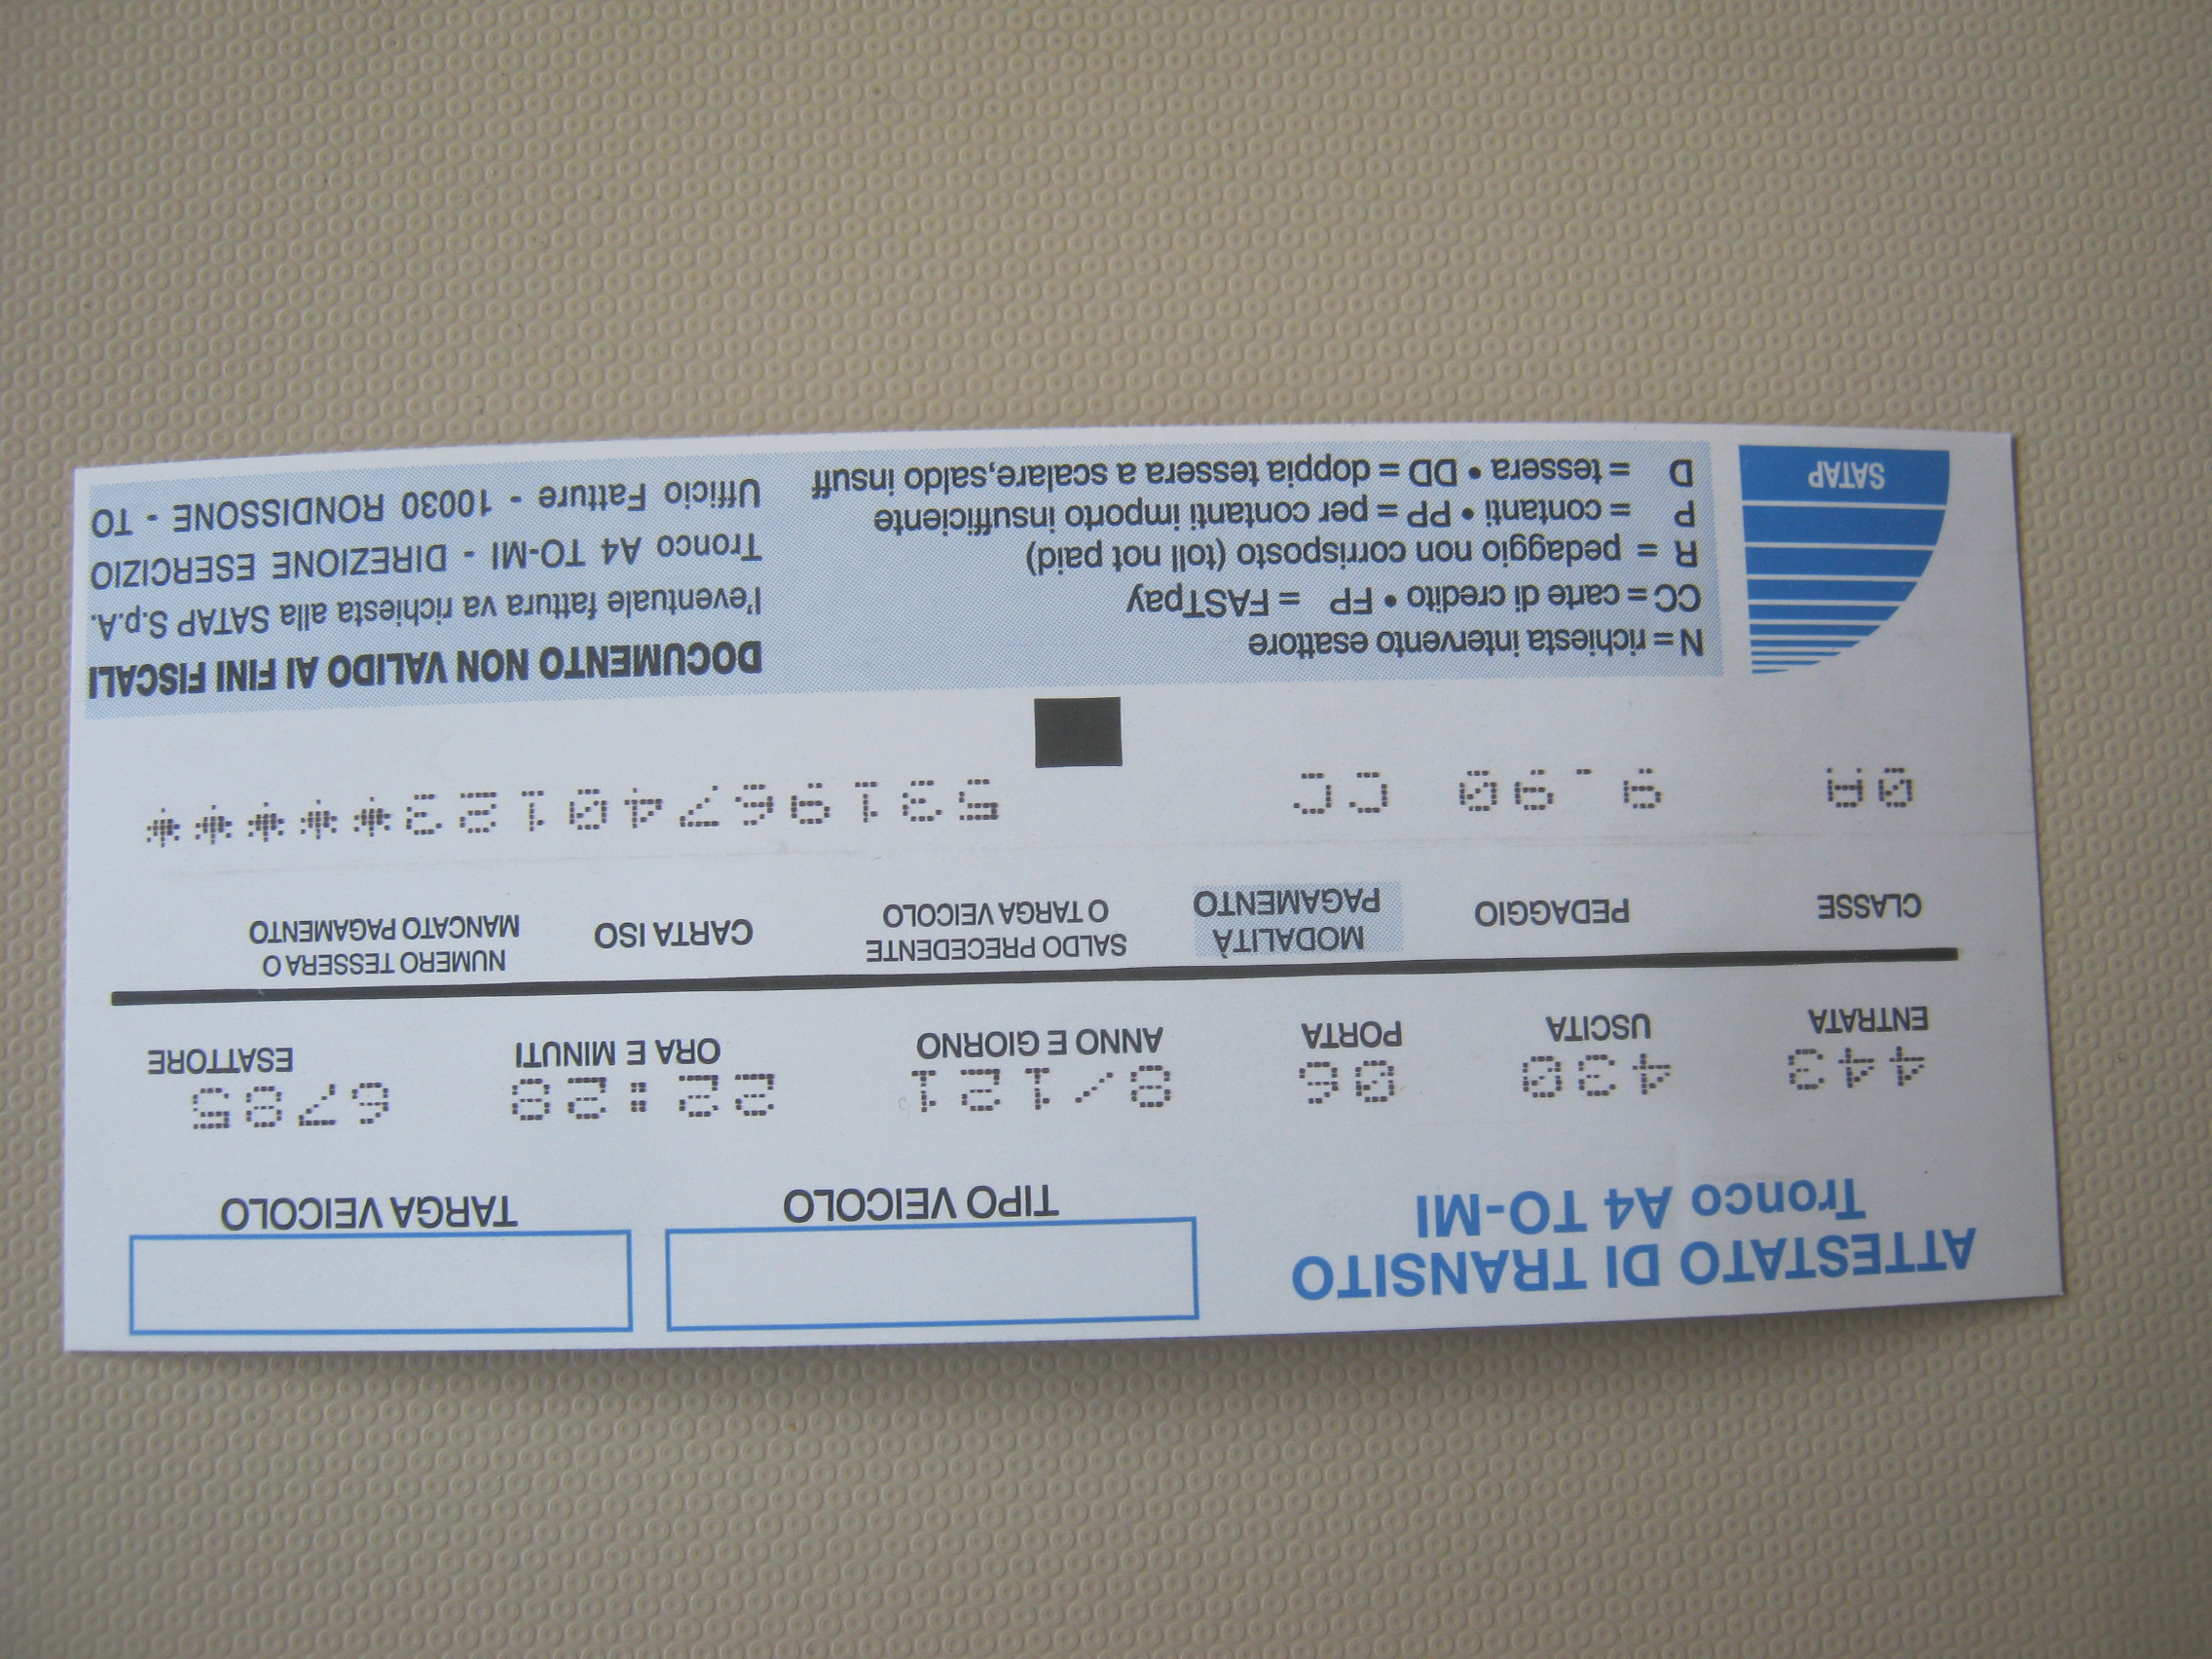 ATTESTATO DI TRANSITO
Tronco A4 TO-MI
TIPO VEICOLO
TARGA VEICOLO
443 430 06 8/121 22:28 6785
ENTRATA USCITA PORTA ANNO E GIORNO ORA E MINUTI ESATTORE
CLASSE
PEDAGGIO
MODALITÀ
PAGAMENTO
SALDO PRECEDENTE
O TARGA VEICOLO
CARTA ISO
NUMERO TESSERA O
MANCATO PAGAMENTO
0A 9.90 CC 53196740123*****
SATAP
N = richiesta intervento esattore
CC = carte di credito • FP = FASTpay
R = pedaggio non corrisposto (toll not paid)
P = contanti • PP = per contanti importo insufficiente
D = tessera • DD = doppia tessera a scalare,saldo insuff
DOCUMENTO NON VALIDO AI FINI FISCALI
l'eventuale fattura va richiesta alla SATAP S.p.A.
Tronco A4 TO-MI - DIREZIONE ESERCIZIO
Ufficio Fatture - 10030 RONDISSONE - TO